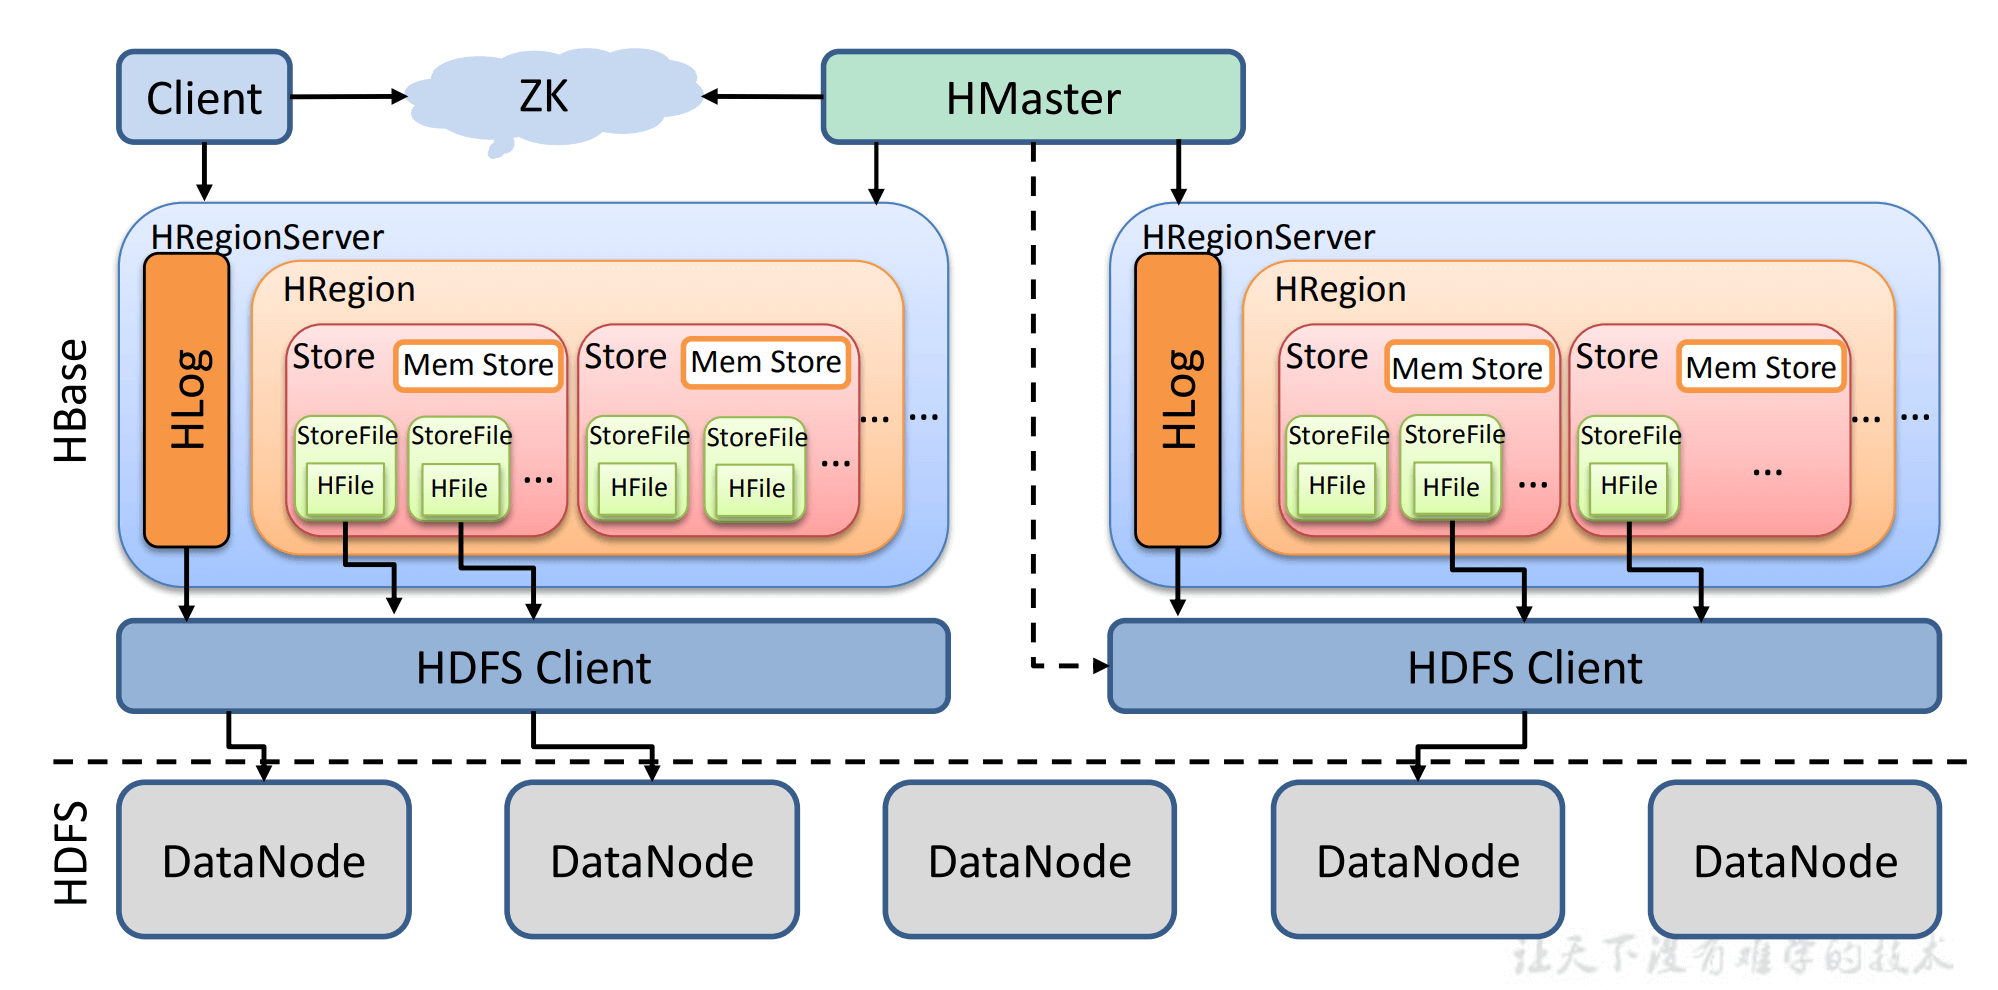 Client
ZK
HMaster
HBase
HRegionServer
HLog
HRegion
Store
Mem Store
StoreFile
HFile
StoreFile
HFile
...
Store
Mem Store
StoreFile
HFile
StoreFile
HFile
...
...
...
HRegionServer
HLog
HRegion
Store
Mem Store
StoreFile
HFile
StoreFile
HFile
...
Store
Mem Store
StoreFile
HFile
...
...
...
HDFS Client
HDFS Client
HDFS
DataNode
DataNode
DataNode
DataNode
DataNode
让天下没有难学的技术